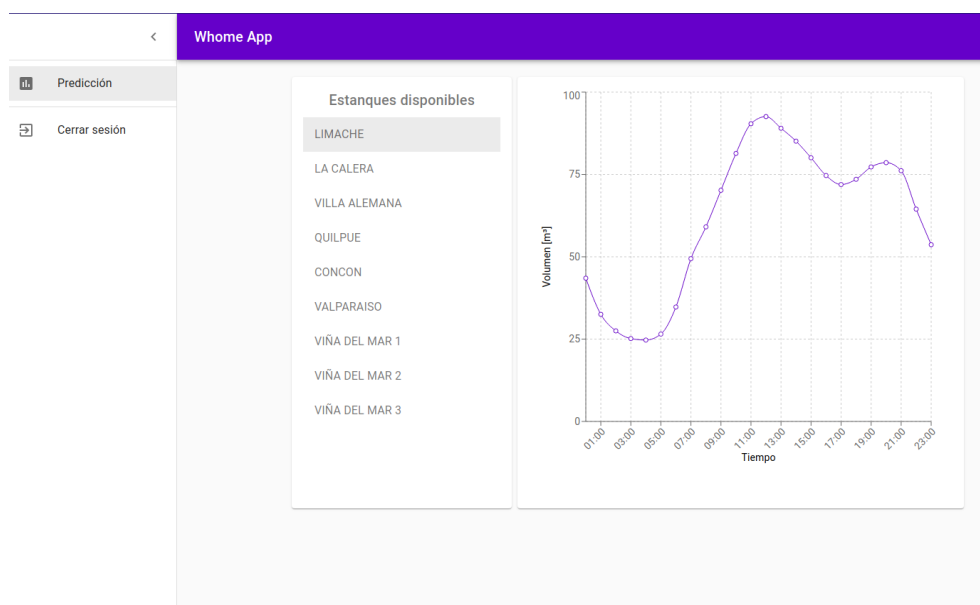 Whome App
Predicción
Cerrar sesión
Estanques disponibles
LIMACHE
LA CALERA
VILLA ALEMANA
QUILPUE
CONCON
VALPARAISO
VIÑA DEL MAR 1
VIÑA DEL MAR 2
VIÑA DEL MAR 3
Volumen [m³]
100
75
50
25
0
01:00 03:00 05:00 07:00 09:00 11:00 13:00 15:00 17:00 19:00 21:00 23:00
Tiempo